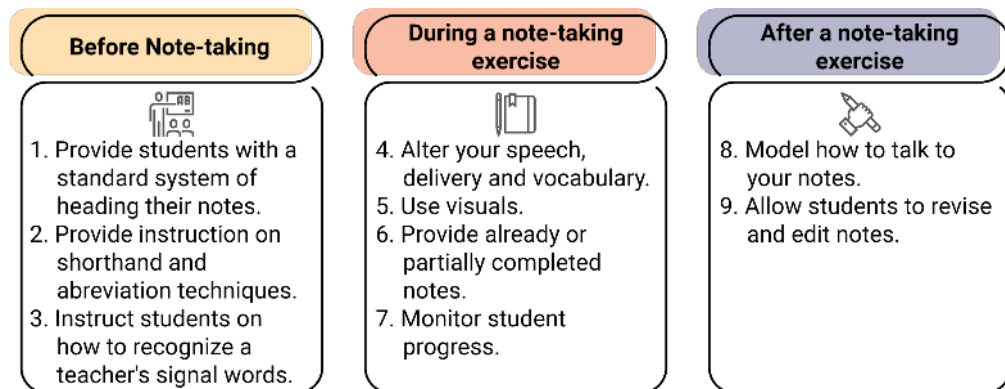 Before Note-taking
1. Provide students with a
standard system of
heading their notes.
2. Provide instruction on
shorthand and
abreviation techniques.
3. Instruct students on
how to recognize a
teacher's signal words.
During a note-taking
exercise
4. Alter your speech,
delivery and vocabulary.
5. Use visuals.
6. Provide already or
partially completed
notes.
7. Monitor student
progress.
After a note-taking
exercise
8. Model how to talk to
your notes.
9. Allow students to revise
and edit notes.